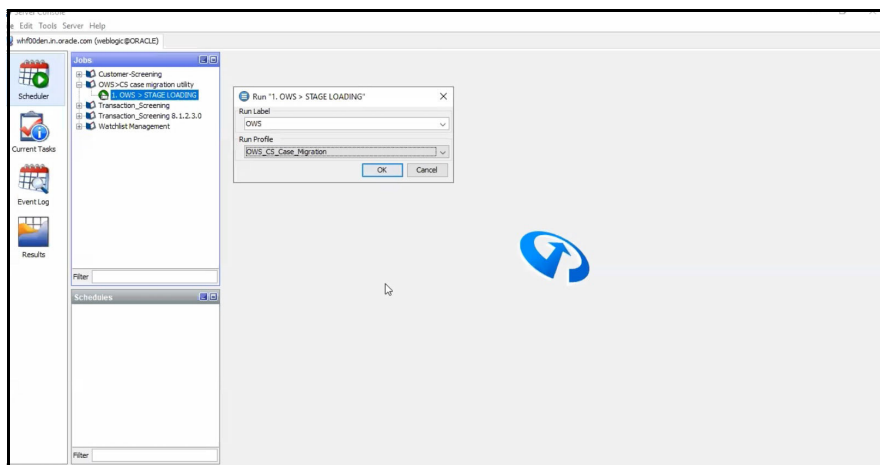 Server Console
e Edit Tools Server Help
whf00den.in.oracle.com (weblogic@ORACLE)
Scheduler
Current Tasks
Event Log
Results
Jobs
Customer-Screening
OWS>CS case migration utility
1. OWS > STAGE LOADING
Transaction_Screening
Transaction_Screening 8.1.2.3.0
Watchlist Management
Filter
Schedules
Filter
Run "1. OWS > STAGE LOADING"
Run Label
OWS
Run Profile
OWS_CS_Case_Migration
OK Cancel